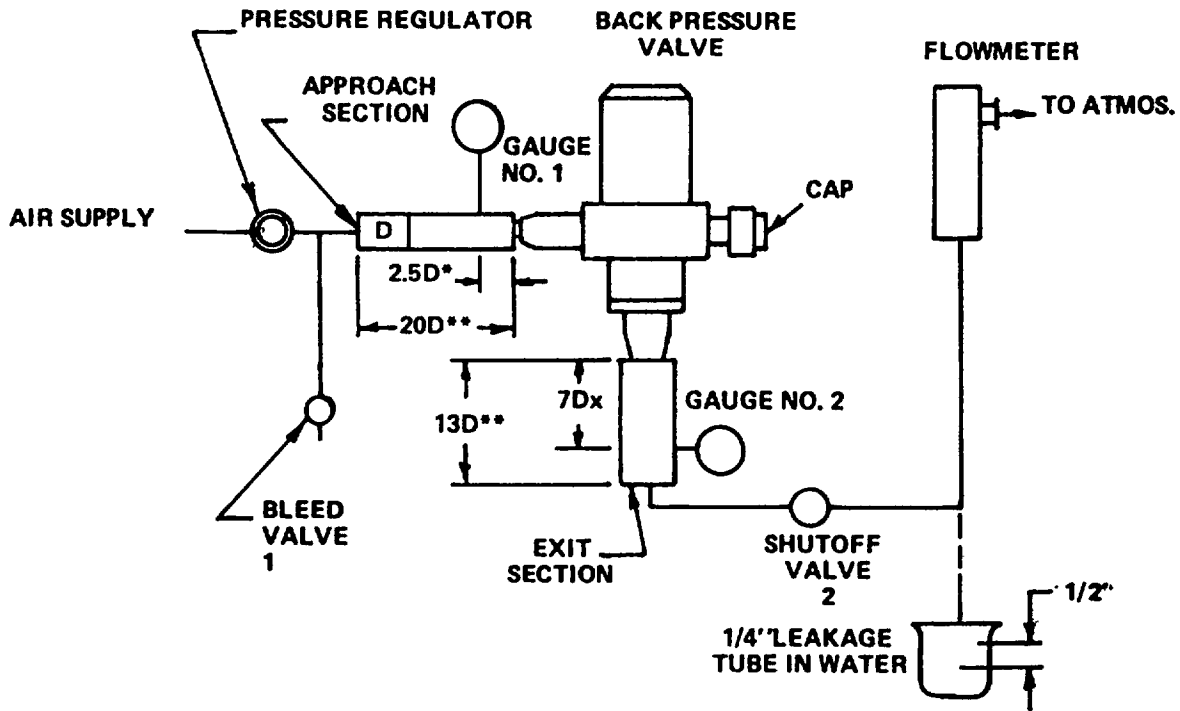 PRESSURE REGULATOR
BACK PRESSURE
VALVE
FLOWMETER
APPROACH
SECTION
TO ATMOS.
GAUGE
NO. 1
CAP
AIR SUPPLY
D
2.5D*
20D**
7Dx
GAUGE NO. 2
13D**
BLEED
VALVE
1
EXIT
SECTION
SHUTOFF
VALVE
2
1/2"
1/4" LEAKAGE
TUBE IN WATER